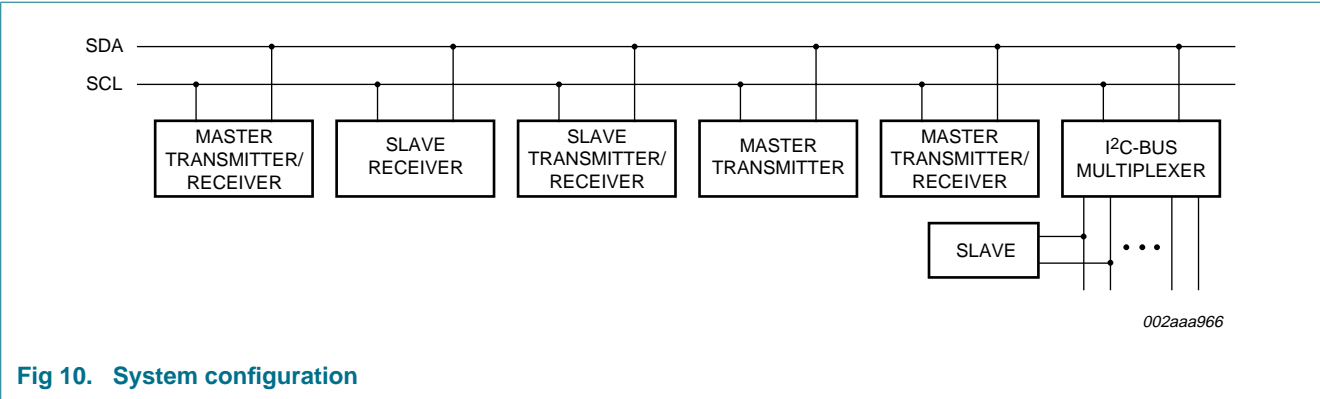 SDA
SCL
MASTER
TRANSMITTER/
RECEIVER
SLAVE
RECEIVER
SLAVE
TRANSMITTER/
RECEIVER
MASTER
TRANSMITTER
MASTER
TRANSMITTER/
RECEIVER
I²C-BUS
MULTIPLEXER
SLAVE
002aaa966
Fig 10. System configuration